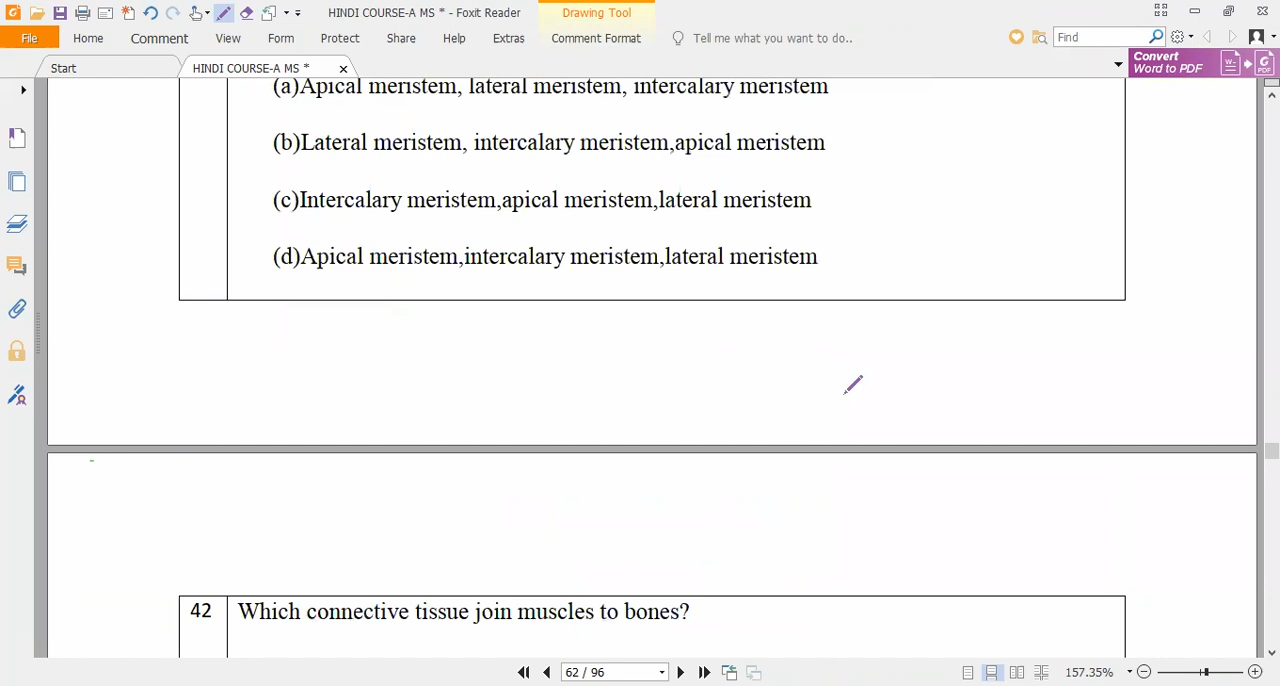 HINDI COURSE-A MS * - Foxit Reader
Drawing Tool
File
Home
Comment
View
Form
Protect
Share
Help
Extras
Comment Format
Tell me what you want to do..
Find
Start
HINDI COURSE-A MS *
Convert
Word to PDF
(a)Apical meristem, lateral meristem, intercalary meristem
(b)Lateral meristem, intercalary meristem,apical meristem
(c)Intercalary meristem,apical meristem,lateral meristem
(d)Apical meristem,intercalary meristem,lateral meristem
42 Which connective tissue join muscles to bones?
62 / 96
157.35%